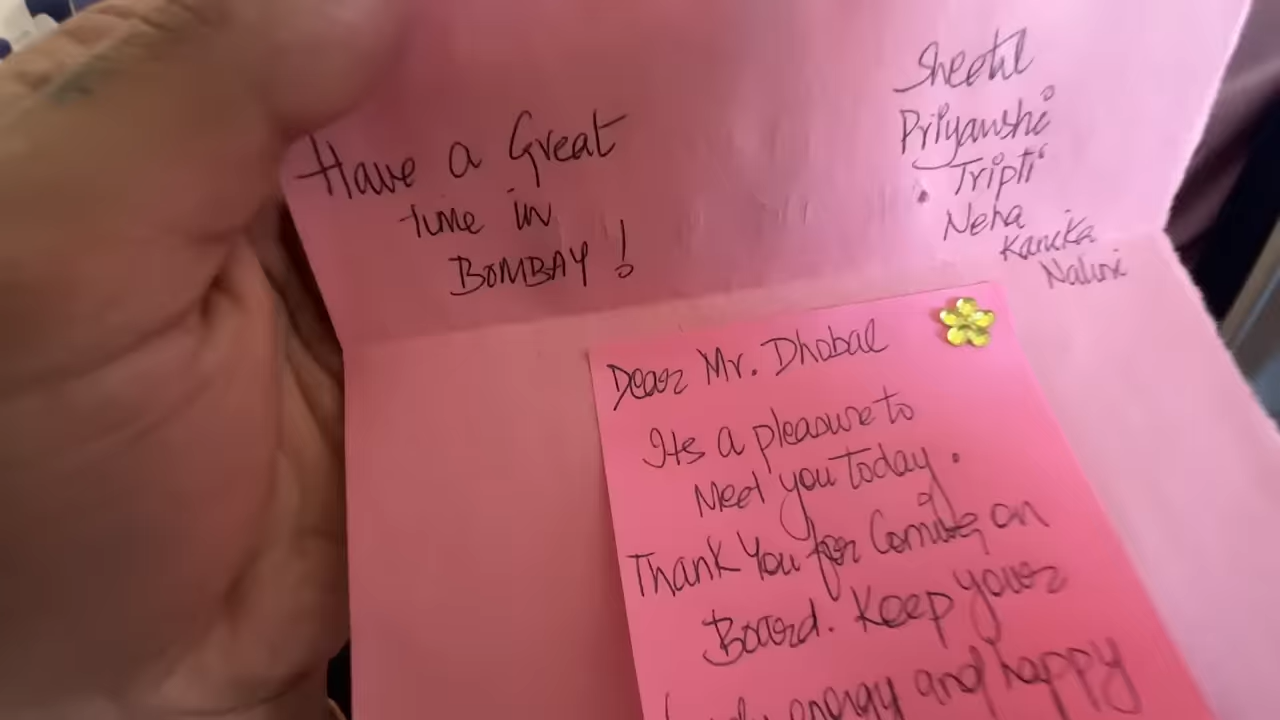 Have a Great
time in
BOMBAY !
Sheetal
Priyanshi
Tripti
Neha
Kanika
Nalini
Dear Mr. Dhobal
Its a pleasure to
Meet you today.
Thank You for Coming on
Board. Keep your
energy and happy